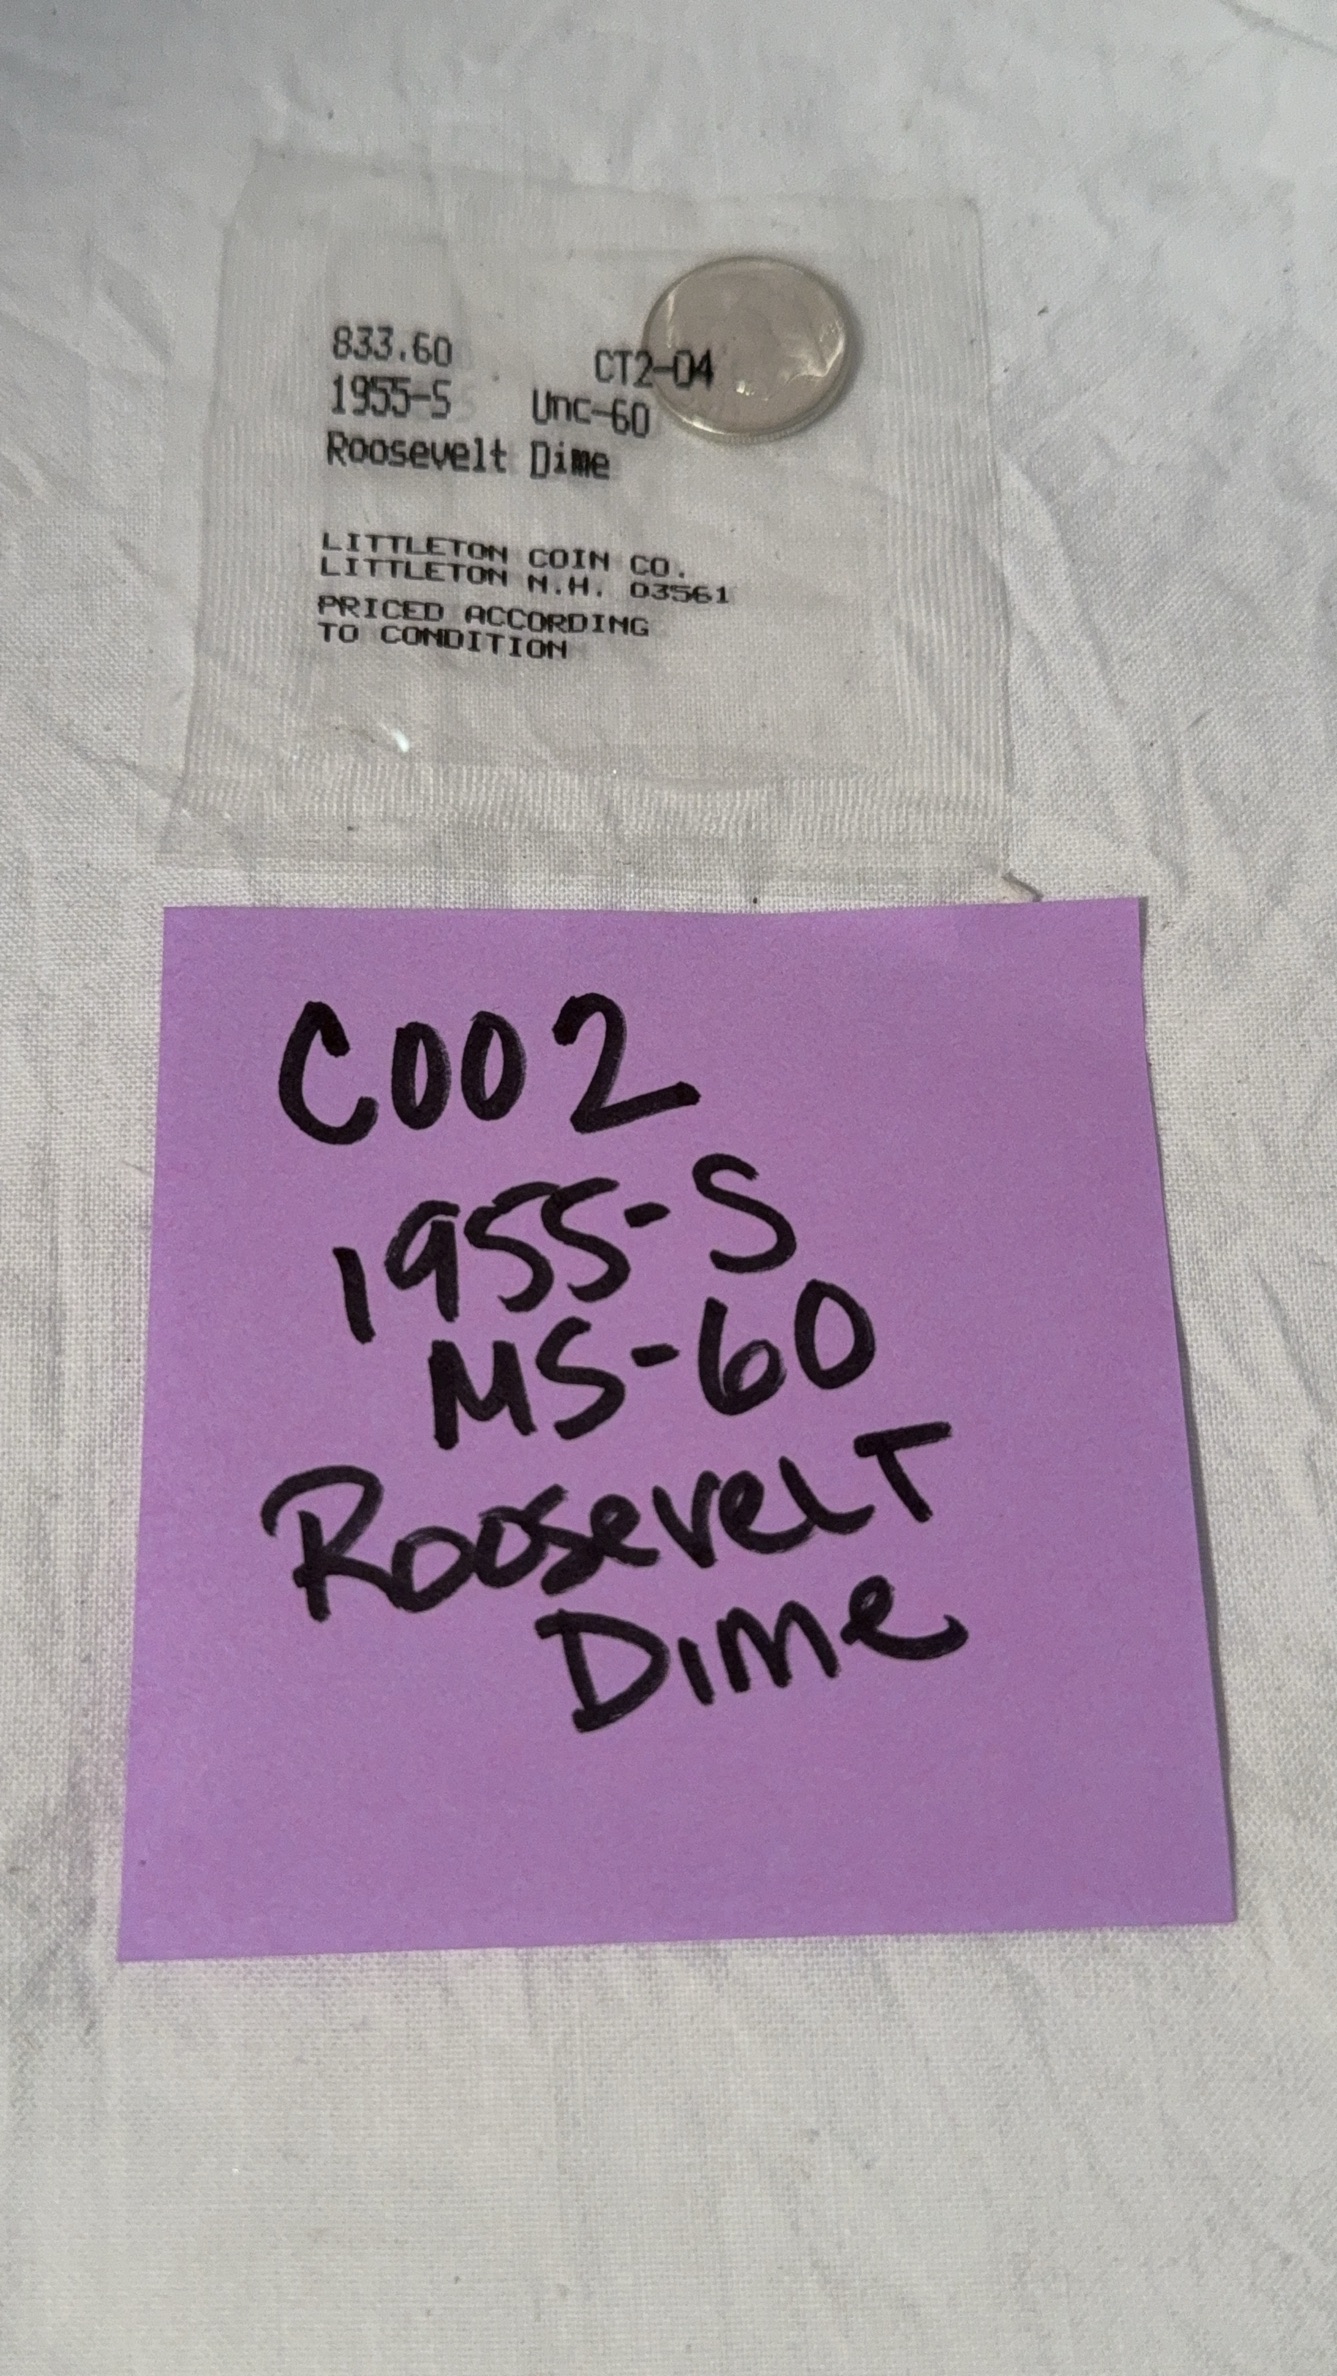 833.60 CT2-04
1955-S Unc-60
Roosevelt Dime
LITTLETON COIN CO.
LITTLETON N.H. 03561
PRICED ACCORDING
TO CONDITION
C002
1955-S
MS-60
Roosevelt
Dime